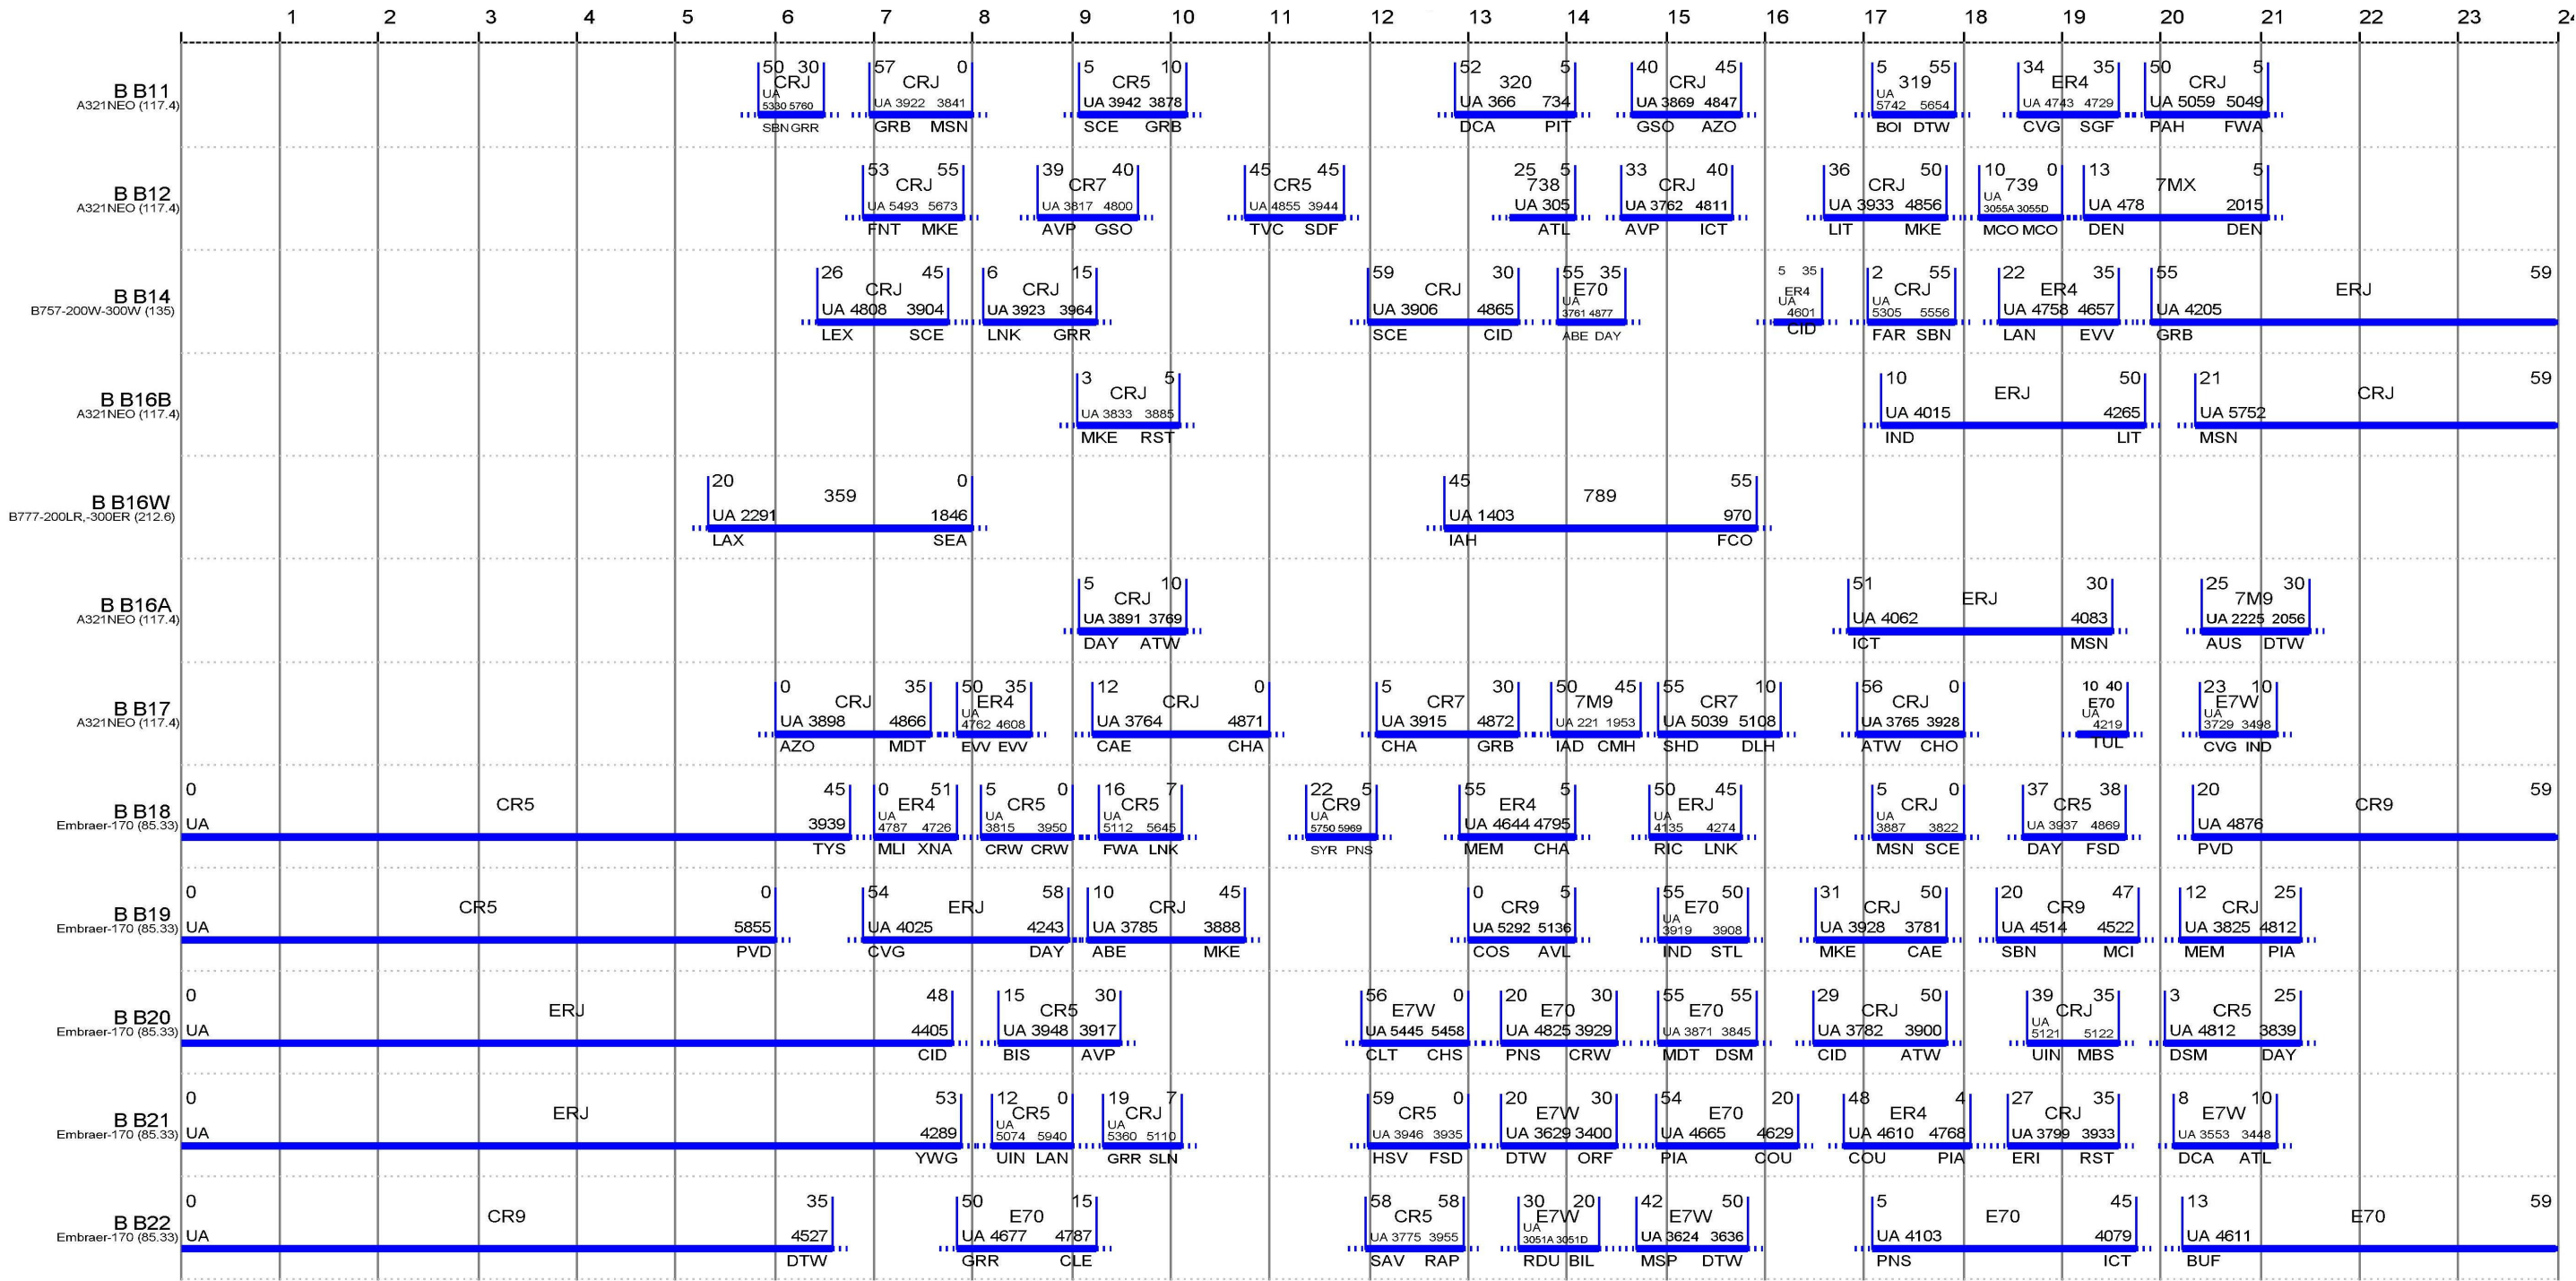 1 2 3 4 5 6 7 8 9 10 11 12 13 14 15 16 17 18 19 20 21 22 23
50 30 57 0 5 10 52 5 40 45 5 55 34 35 50 5
CRJ CRJ CR5 320 CRJ 319 ER4 CRJ
B B11
A321NEO (117.4)
UA 5330 5760 UA 3922 3841 UA 3942 3878 UA 366 734 UA 3869 4847 UA 5742 5654 UA 4743 4729 UA 5059 5049
SBN GRR GRB MSN SCE GRB DCA PIT GSO AZO BOI DTW CVG SGF PAH FWA
53 55 39 40 45 45 25 5 33 40 36 50 10 0 13 5
CRJ CR7 CR5 738 CRJ CRJ 739 7MX
B B12
A321NEO (117.4)
UA 5493 5673 UA 3817 4800 UA 4855 3944 UA 305 UA 3762 4811 UA 3933 4856 UA 3055A 3055D UA 478 2015
FNT MKE AVP GSO TVC SDF ATL AVP ICT LIT MKE MCO MCO DEN DEN
26 45 6 15 59 30 55 35 5 35 2 55 22 35 55 59
CRJ CRJ CRJ E70 ER4 CRJ ER4 ERJ
B B14
B757-200W-300W (135)
UA 4808 3904 UA 3923 3964 UA 3906 4865 UA 3761 4877 UA 4601 UA 5305 5556 UA 4758 4657 UA 4205
LEX SCE LNK GRR SCE CID ABE DAY CID FAR SBN LAN EVV GRB
3 5 10 50 21 59
CRJ ERJ CRJ
B B16B
A321NEO (117.4)
UA 3833 3885 UA 4015 4265 UA 5752
MKE RST IND LIT MSN
20 0 45 55
359 789
B B16W
B777-200LR,-300ER (212.6)
UA 2291 1846 UA 1403 970
LAX SEA IAH FCO
5 10 51 30 25 30
CRJ ERJ 7M9
B B16A
A321NEO (117.4)
UA 3891 3769 UA 4062 4083 UA 2225 2056
DAY ATW ICT MSN AUS DTW
0 35 50 35 12 0 5 30 50 45 55 10 56 0 10 40 23 10
CRJ ER4 CRJ CR7 7M9 CR7 CRJ E70 E7W
B B17
A321NEO (117.4)
UA 3898 4866 UA 4762 4608 UA 3764 4871 UA 3915 4872 UA 221 1953 UA 5039 5108 UA 3765 3928 UA 4219 UA 3729 3498
AZO MDT EVV EVV CAE CHA CHA GRB IAD CMH SHD DLH ATW CHO TUL CVG IND
0 45 0 51 5 0 16 7 22 5 55 5 50 45 5 0 37 38 20 59
CR5 ER4 CR5 CR5 CR9 ER4 ERJ CRJ CR5 CR9
B B18
Embraer-170 (85.33)
UA 3939 UA 4787 4726 UA 3815 3950 UA 5112 5645 UA 5750 5969 UA 4644 4795 UA 4135 4274 UA 3887 3822 UA 3937 4869 UA 4876
TYS MLI XNA CRW CRW FWA LNK SYR PNS MEM CHA RIC LNK MSN SCE DAY FSD PVD
0 0 54 58 10 45 0 5 55 50 31 50 20 47 12 25
CR5 ERJ CRJ CR9 E70 CRJ CR9 CRJ
B B19
Embraer-170 (85.33)
UA 5855 UA 4025 4243 UA 3785 3888 UA 5292 5136 UA 3919 3908 UA 3928 3781 UA 4514 4522 UA 3825 4812
PVD CVG DAY ABE MKE COS AVL IND STL MKE CAE SBN MCI MEM PIA
0 48 15 30 56 0 20 30 55 55 29 50 39 35 3 25
ERJ CR5 E7W E70 E70 CRJ CRJ CR5
B B20
Embraer-170 (85.33)
UA 4405 UA 3948 3917 UA 5445 5458 UA 4825 3929 UA 3871 3845 UA 3782 3900 UA 5121 5122 UA 4812 3839
CID BIS AVP CLT CHS PNS CRW MDT DSM CID ATW UIN MBS DSM DAY
0 53 12 0 19 7 59 0 20 30 54 20 48 4 27 35 8 10
ERJ CR5 CRJ CR5 E7W E70 ER4 CRJ E7W
B B21
Embraer-170 (85.33)
UA 4289 UA 5074 5940 UA 5360 5110 UA 3946 3935 UA 3629 3400 UA 4665 4629 UA 4610 4768 UA 3799 3933 UA 3553 3448
YWG UIN LAN GRR SLN HSV FSD DTW ORF PIA COU COU PIA ERI RST DCA ATL
0 35 50 15 58 58 30 20 42 50 5 45 13 59
CR9 E70 CR5 E7W E7W E70 E70
B B22
Embraer-170 (85.33)
UA 4527 UA 4677 4787 UA 3775 3955 UA 3051A 3051D UA 3624 3636 UA 4103 4079 UA 4611
DTW GRR CLE SAV RAP RDU BIL MSP DTW PNS ICT BUF